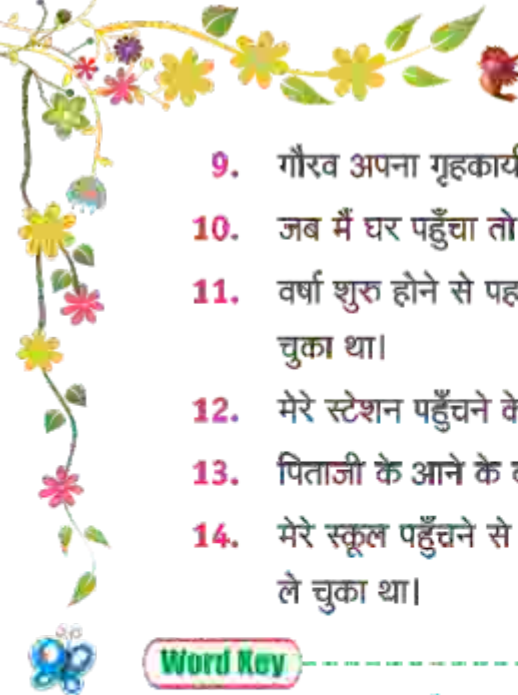 9. गौरव अपना गृहकार्य
10. जब मैं घर पहुँचा तो
11. वर्षा शुरु होने से
चुका था।
12. मेरे स्टेशन पहुँचने
13. पिताजी के आने के
14. मेरे स्कूल पहुँचने से
ले चुका था।
Word Key